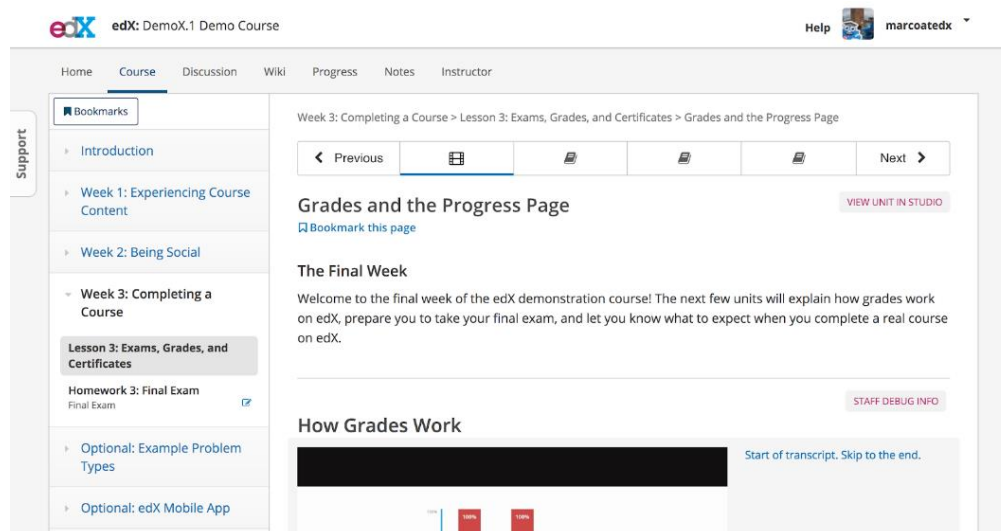 edX
edX: DemoX.1 Demo Course
Help
marcoatedx
Home Course Discussion Wiki Progress Notes Instructor
Support
Bookmarks
Introduction
Week 1: Experiencing Course
Content
Week 2: Being Social
Week 3: Completing a
Course
Lesson 3: Exams, Grades, and
Certificates
Homework 3: Final Exam
Final Exam
Optional: Example Problem
Types
Optional: edX Mobile App
Week 3: Completing a Course > Lesson 3: Exams, Grades, and Certificates > Grades and the Progress Page
Previous
Next
Grades and the Progress Page
VIEW UNIT IN STUDIO
Bookmark this page
The Final Week
Welcome to the final week of the edX demonstration course! The next few units will explain how grades work
on edX, prepare you to take your final exam, and let you know what to expect when you complete a real course
on edX.
STAFF DEBUG INFO
How Grades Work
Start of transcript. Skip to the end.
100% 100%